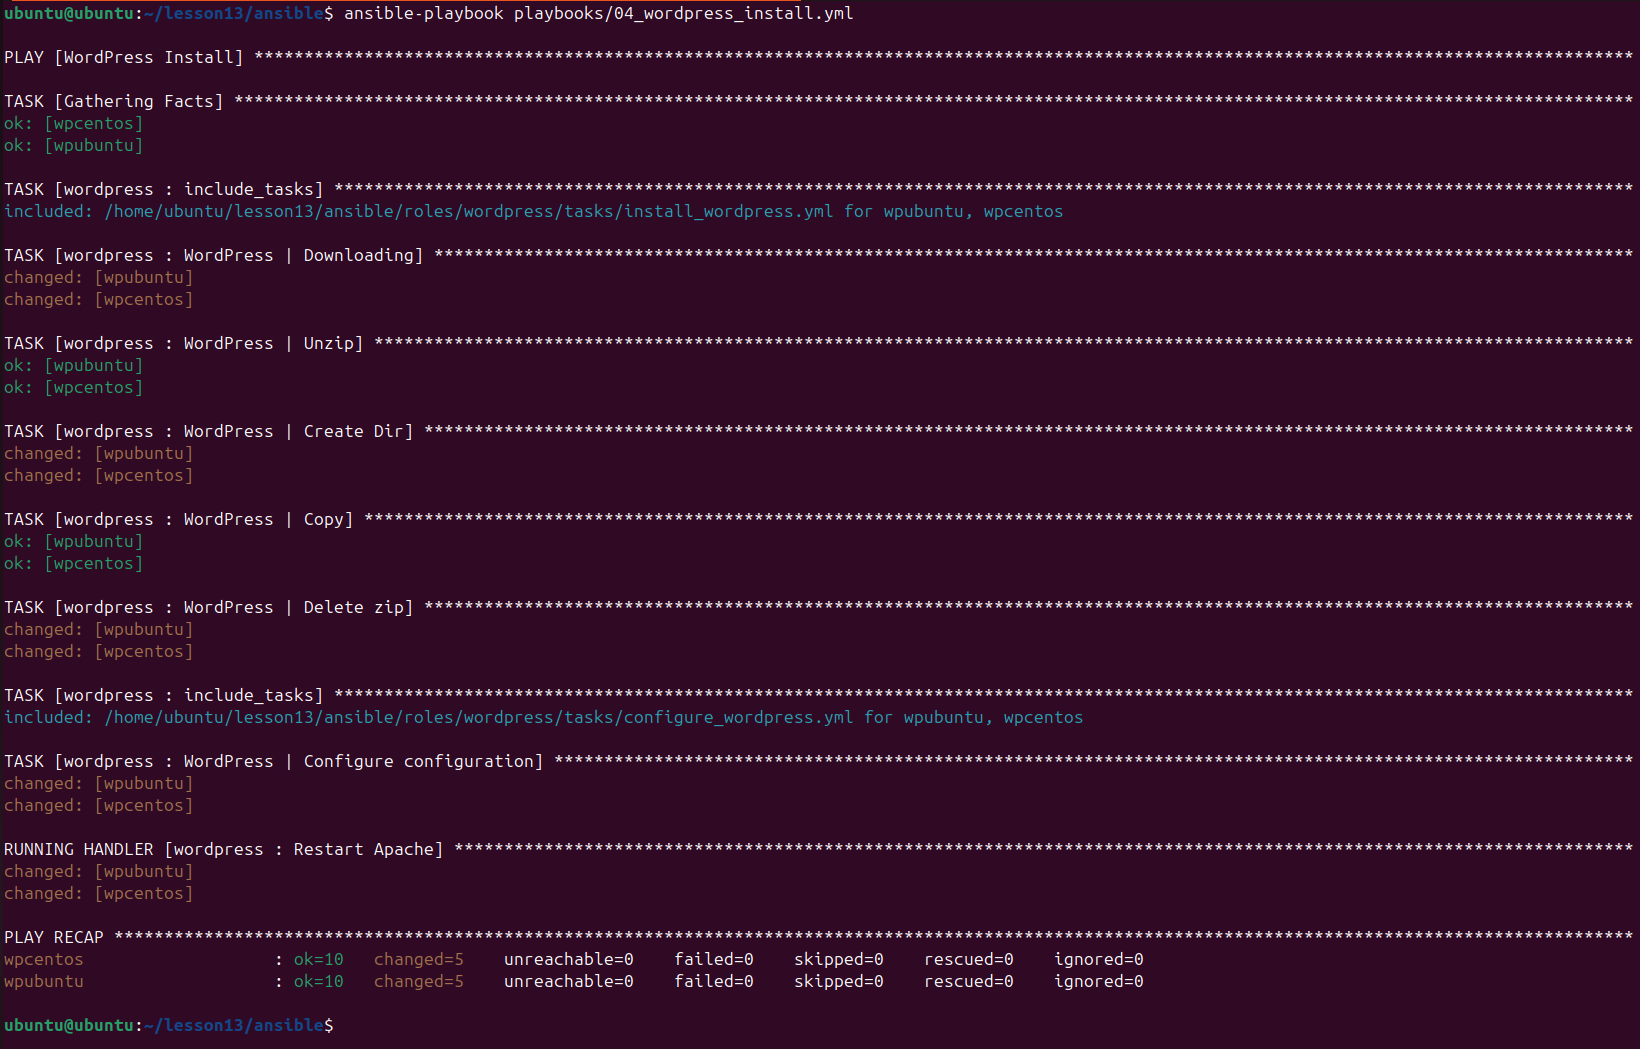 ubuntu@ubuntu:~/lesson13/ansible$ ansible-playbook playbooks/04_wordpress_install.yml
PLAY [WordPress Install] ******************************************************************************************************************************************
TASK [Gathering Facts] ********************************************************************************************************************************************
ok: [wpcentos]
ok: [wpubuntu]
TASK [wordpress : include_tasks] **********************************************************************************************************************************
included: /home/ubuntu/lesson13/ansible/roles/wordpress/tasks/install_wordpress.yml for wpubuntu, wpcentos
TASK [wordpress : WordPress | Downloading] ************************************************************************************************************************
changed: [wpubuntu]
changed: [wpcentos]
TASK [wordpress : WordPress | Unzip] ******************************************************************************************************************************
ok: [wpubuntu]
ok: [wpcentos]
TASK [wordpress : WordPress | Create Dir] *************************************************************************************************************************
changed: [wpubuntu]
changed: [wpcentos]
TASK [wordpress : WordPress | Copy] *******************************************************************************************************************************
ok: [wpubuntu]
ok: [wpcentos]
TASK [wordpress : WordPress | Delete zip] *************************************************************************************************************************
changed: [wpubuntu]
changed: [wpcentos]
TASK [wordpress : include_tasks] **********************************************************************************************************************************
included: /home/ubuntu/lesson13/ansible/roles/wordpress/tasks/configure_wordpress.yml for wpubuntu, wpcentos
TASK [wordpress : WordPress | Configure configuration] ************************************************************************************************************
changed: [wpubuntu]
changed: [wpcentos]
RUNNING HANDLER [wordpress : Restart Apache] **********************************************************************************************************************
changed: [wpubuntu]
changed: [wpcentos]
PLAY RECAP ********************************************************************************************************************************************************
wpcentos                   : ok=10   changed=5    unreachable=0    failed=0    skipped=0    rescued=0    ignored=0
wpubuntu                   : ok=10   changed=5    unreachable=0    failed=0    skipped=0    rescued=0    ignored=0
ubuntu@ubuntu:~/lesson13/ansible$